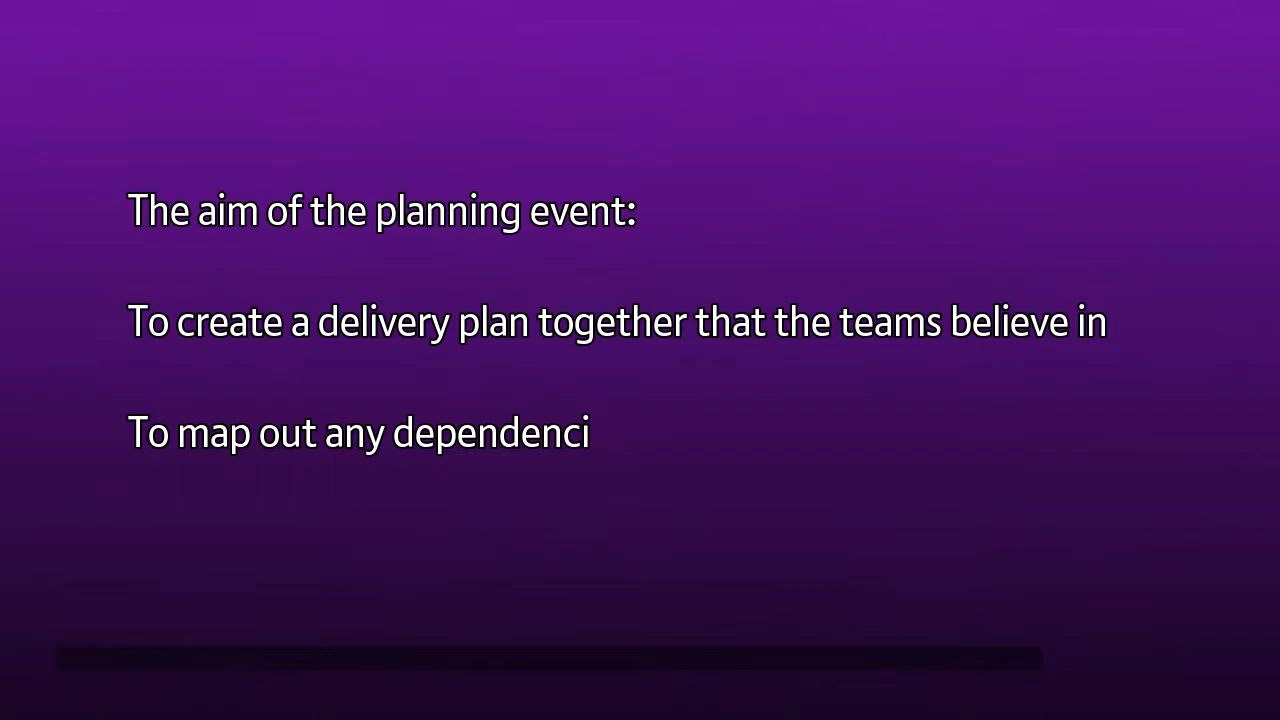 The aim of the planning event:
To create a delivery plan together that the teams believe in
To map out any dependenci